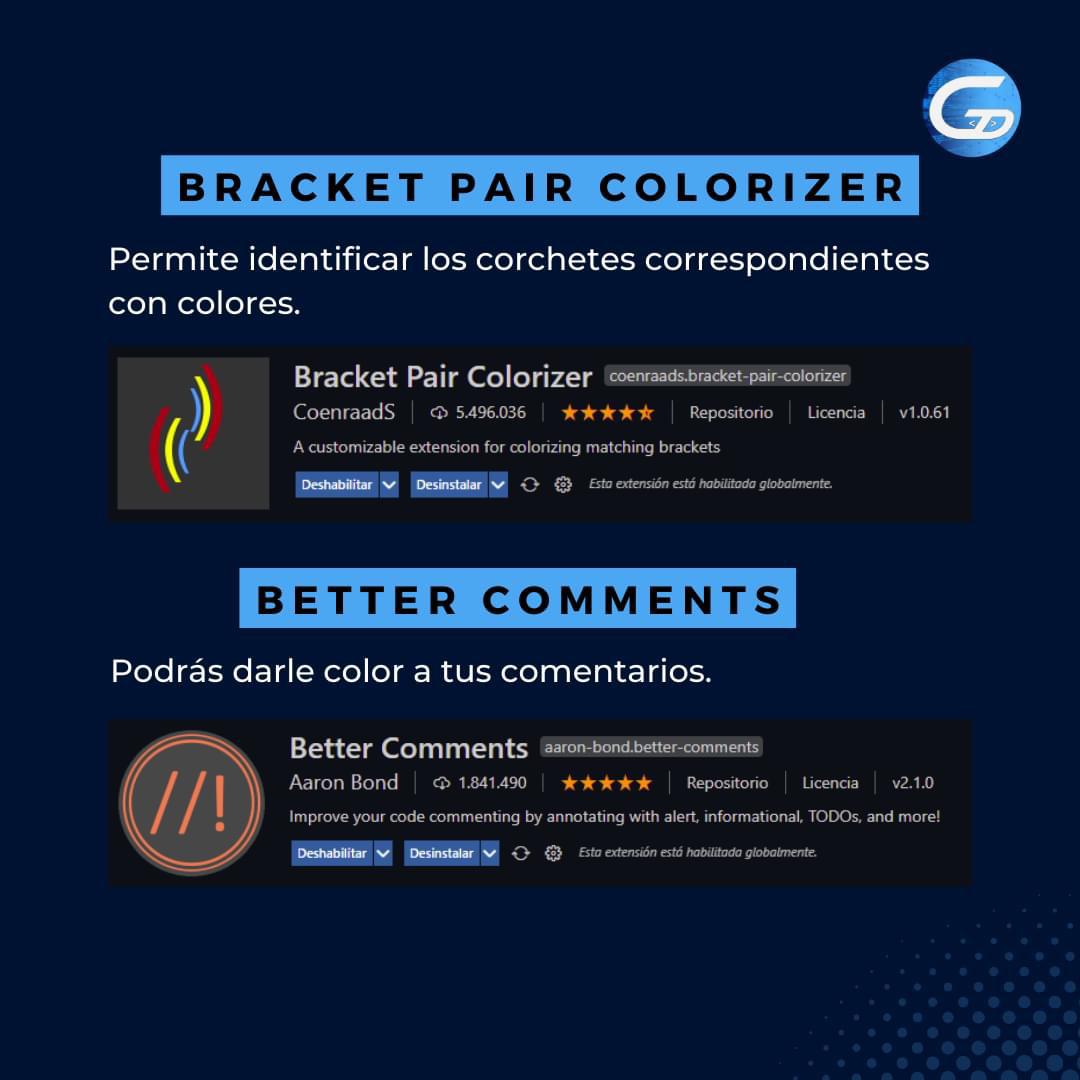 BRACKET PAIR COLORIZER
Permite identificar los corchetes correspondientes
con colores.
Bracket Pair Colorizer coenraads.bracket-pair-colorizer
CoenraadS 5.496.036 Repositorio Licencia v1.0.61
A customizable extension for colorizing matching brackets
Deshabilitar Desinstalar Esta extensión está habilitada globalmente.
BETTER COMMENTS
Podrás darle color a tus comentarios.
//!
Better Comments aaron-bond.better-comments
Aaron Bond 1.841.490 Repositorio Licencia v2.1.0
Improve your code commenting by annotating with alert, informational, TODOs, and more!
Deshabilitar Desinstalar Esta extensión está habilitada globalmente.